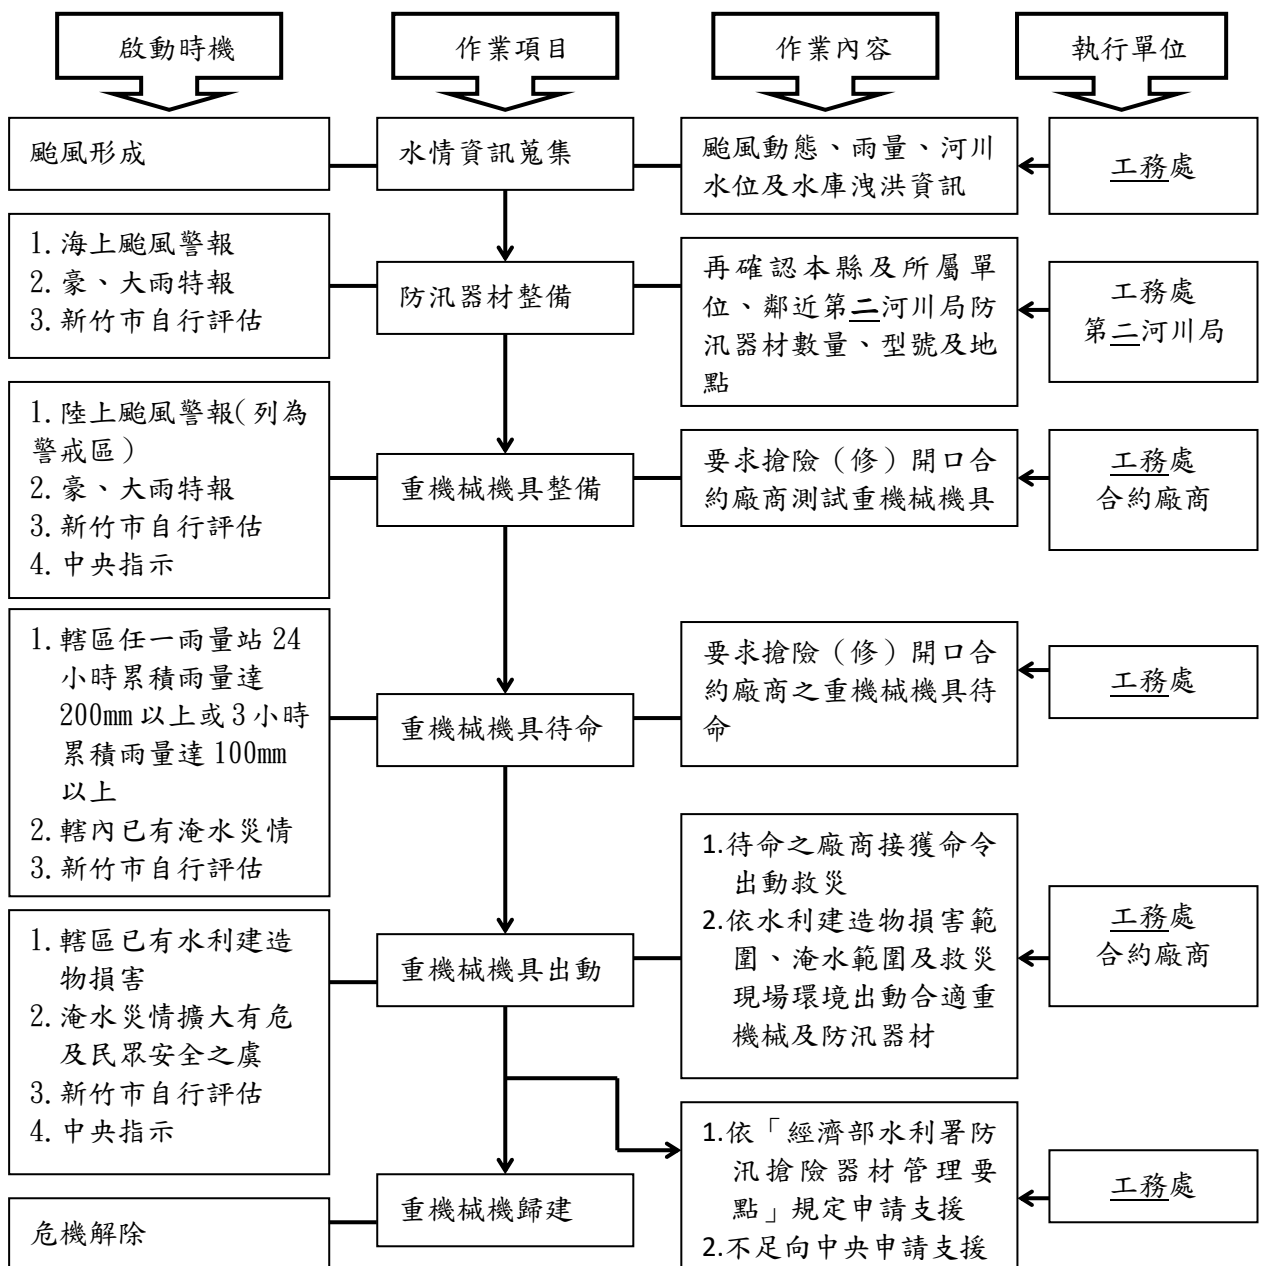 啟動時機
作業項目
作業內容
執行單位
颱風形成
水情資訊蒐集
颱風動態、雨量、河川
水位及水庫洩洪資訊
工務處
1.海上颱風警報
2.豪、大雨特報
3.新竹市自行評估
防汛器材整備
再確認本縣及所屬單
位、鄰近第二河川局防
汛器材數量、型號及地
點
工務處
第二河川局
1.陸上颱風警報(列為
警戒區)
2.豪、大雨特報
3.新竹市自行評估
4.中央指示
重機械機具整備
要求搶險（修）開口合
約廠商測試重機械機具
工務處
合約廠商
1.轄區任一雨量站 24
小時累積雨量達
200mm 以上或 3 小時
累積雨量達 100mm
以上
2.轄內已有淹水災情
3.新竹市自行評估
重機械機具待命
要求搶險（修）開口合
約廠商之重機械機具待
命
工務處
1.轄區已有水利建造
物損害
2.淹水災情擴大有危
及民眾安全之虞
3.新竹市自行評估
4.中央指示
重機械機具出動
1.待命之廠商接獲命令
出動救災
2.依水利建造物損害範
圍、淹水範圍及救災
現場環境出動合適重
機械及防汛器材
工務處
合約廠商
危機解除
重機械機歸建
1.依「經濟部水利署防
汛搶險器材管理要
點」規定申請支援
2.不足向中央申請支援
工務處